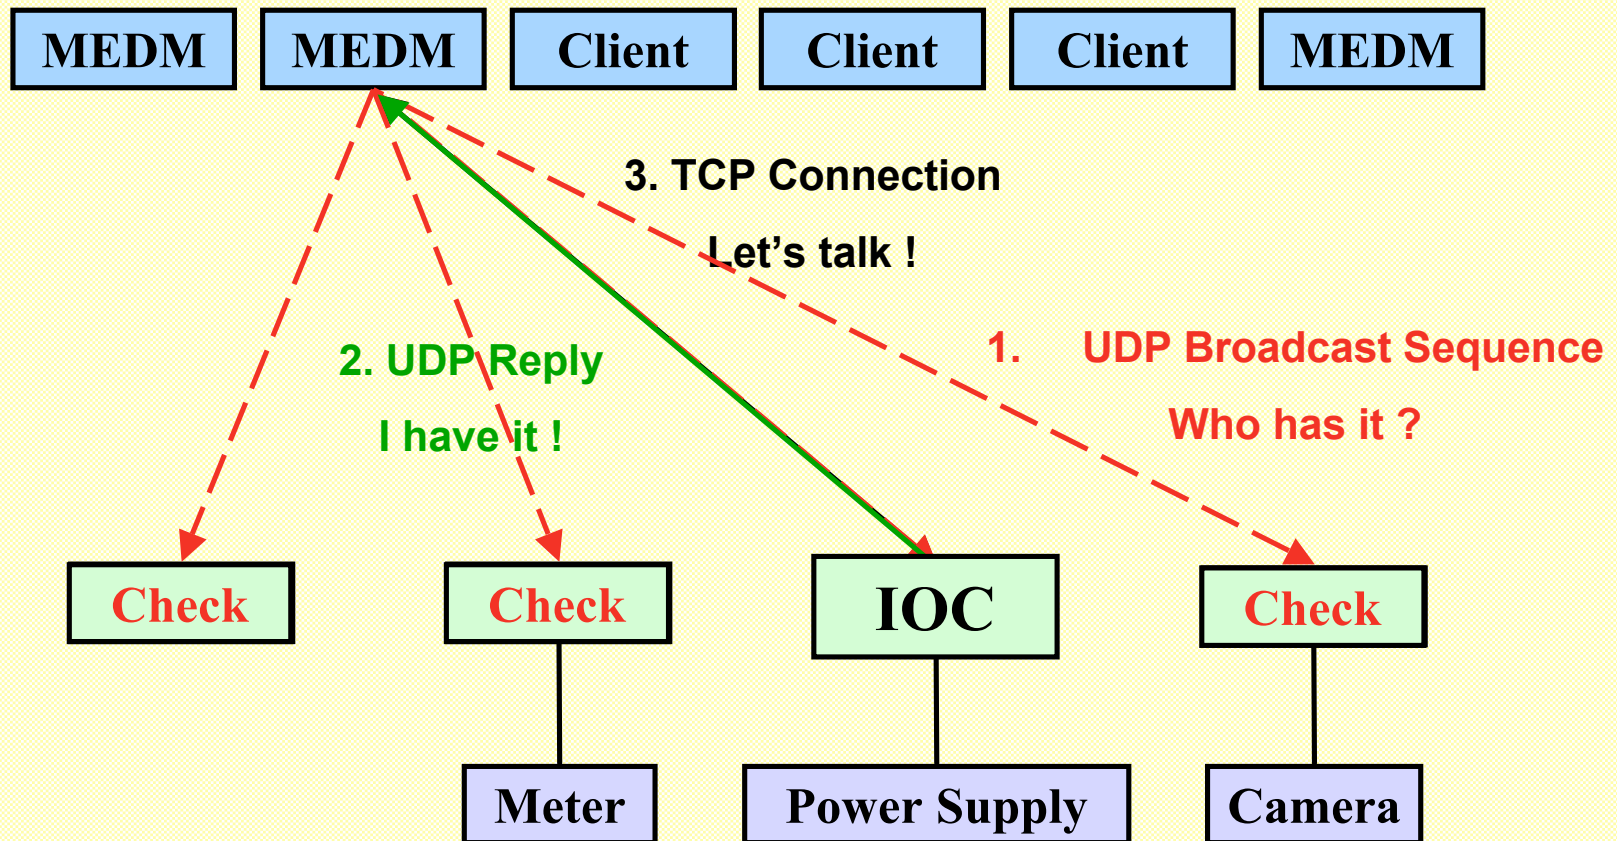 MEDM
MEDM
Client
Client
Client
MEDM
3. TCP Connection
Let’s talk !
1. UDP Broadcast Sequence
Who has it ?
2. UDP Reply
I have it !
Check
Check
IOC
Check
Meter
Power Supply
Camera